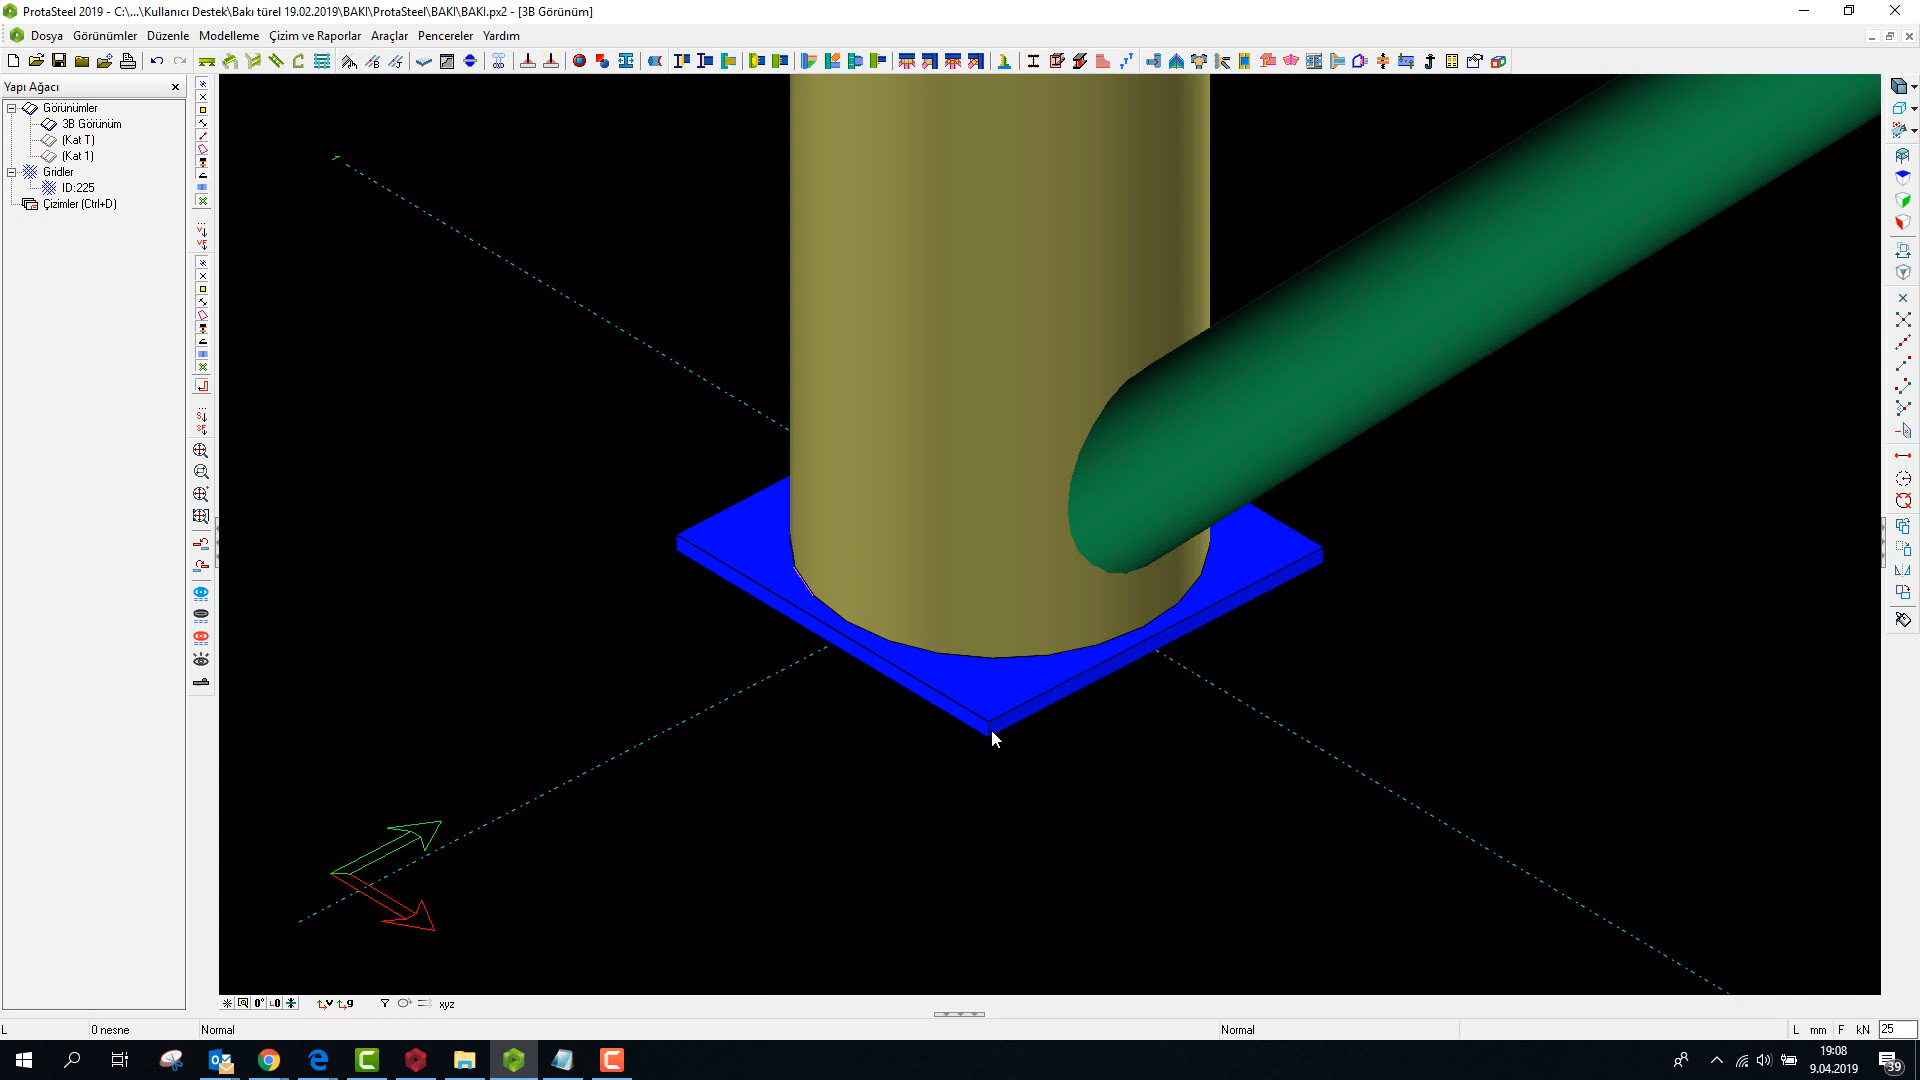 ProtaSteel 2019 - C:\...\Kullanıcı Destek\Bakı türel 19.02.2019\BAKI\ProtaSteel\BAKI\BAKI.px2 - [3B Görünüm]
Dosya Görünümler Düzenle Modelleme Çizim ve Raporlar Araçlar Pencereler Yardım
Yapı Ağacı
Görünümler
3B Görünüm
(Kat T)
(Kat 1)
Gridler
ID:225
Çizimler (Ctrl+D)
xyz
L 0 nesne Normal Normal L mm F kN 25
19:08
9.04.2019
39